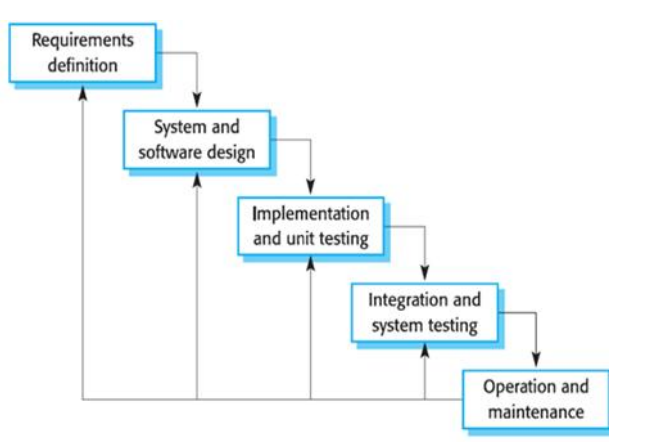 Requirements
definition
System and
software design
Implementation
and unit testing
Integration and
system testing
Operation and
maintenance